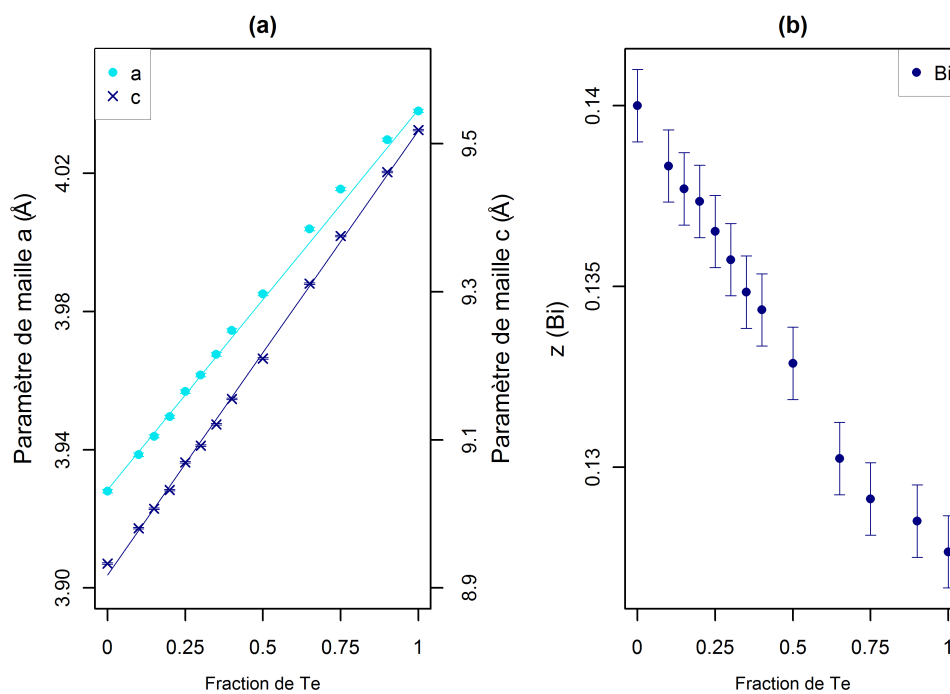 (a)
a
c
Paramètre de maille a (Å)
3.90
3.94
3.98
4.02
Paramètre de maille c (Å)
8.9
9.1
9.3
9.5
0
0.25
0.5
0.75
1
Fraction de Te
(b)
Bi
z (Bi)
0.13
0.135
0.14
0
0.25
0.5
0.75
1
Fraction de Te